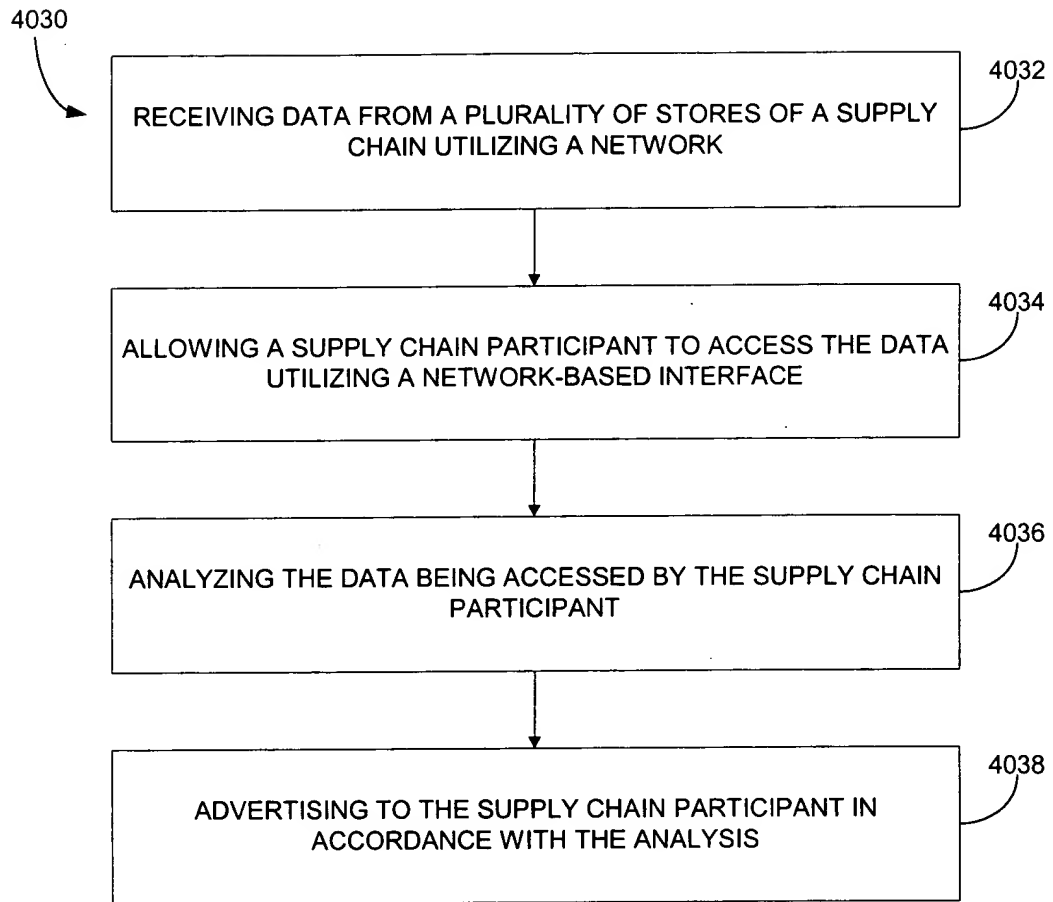 4030
4032
RECEIVING DATA FROM A PLURALITY OF STORES OF A SUPPLY
CHAIN UTILIZING A NETWORK
4034
ALLOWING A SUPPLY CHAIN PARTICIPANT TO ACCESS THE DATA
UTILIZING A NETWORK-BASED INTERFACE
4036
ANALYZING THE DATA BEING ACCESSED BY THE SUPPLY CHAIN
PARTICIPANT
4038
ADVERTISING TO THE SUPPLY CHAIN PARTICIPANT IN
ACCORDANCE WITH THE ANALYSIS